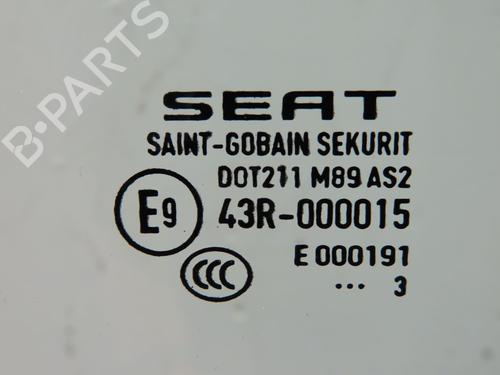 SEAT
SAINT-GOBAIN SEKURIT
DOT211 M89 AS2
E9 43R-000015
E 000191
CCC
... 3
B-PARTS